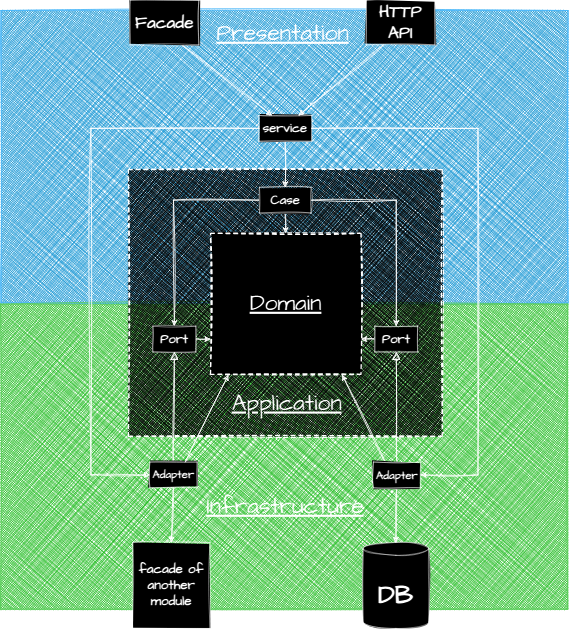 Facade
HTTP
API
Presentation
service
Case
Domain
Port
Port
Application
Adapter
Adapter
Infrastructure
facade of
another
module
DB